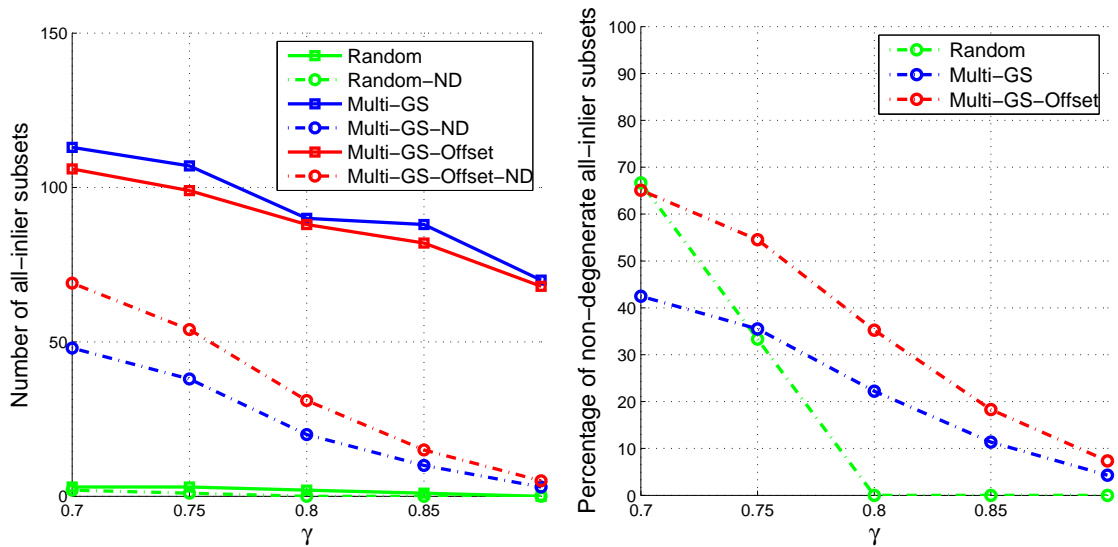 Number of all-inlier subsets
150
100
50
0
0.7
0.75
0.8
0.85
γ
Random
Random-ND
Multi-GS
Multi-GS-ND
Multi-GS-Offset
Multi-GS-Offset-ND
Percentage of non-degenerate all-inlier subsets
100
90
80
70
60
50
40
30
20
10
0
0.7
0.75
0.8
0.85
γ
Random
Multi-GS
Multi-GS-Offset